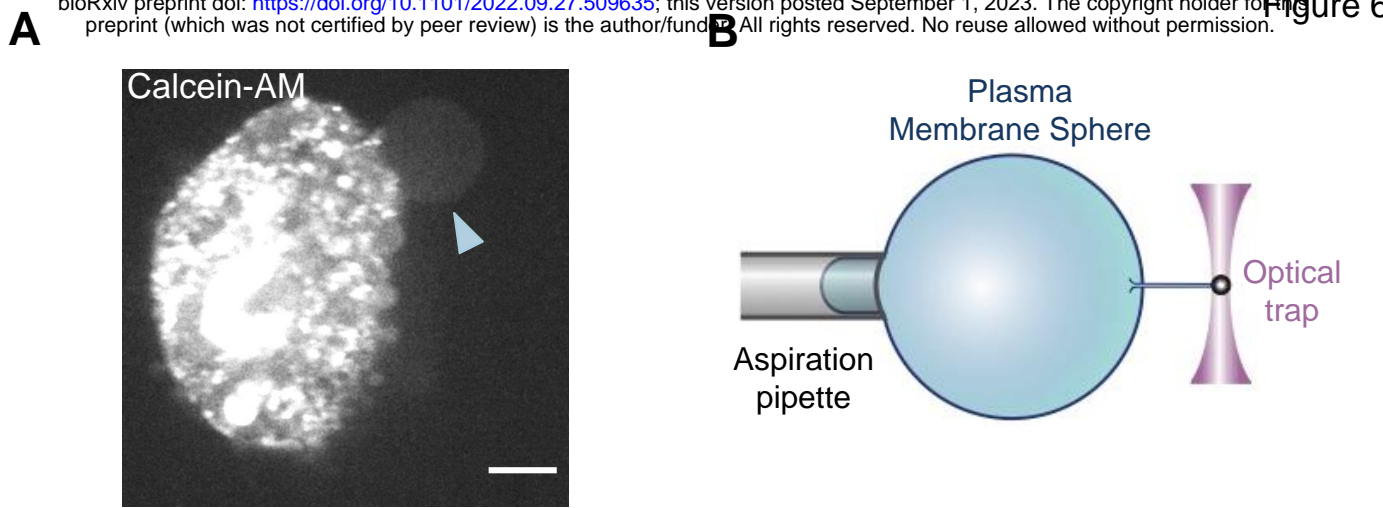 bioRxiv preprint doi: https://doi.org/10.1101/2022.09.27.509635; this version posted September 1, 2023. The copyright holder for this
preprint (which was not certified by peer review) is the author/funder. All rights reserved. No reuse allowed without permission.
Figure 6
A
B
Calcein-AM
Plasma
Membrane Sphere
Optical
trap
Aspiration
pipette